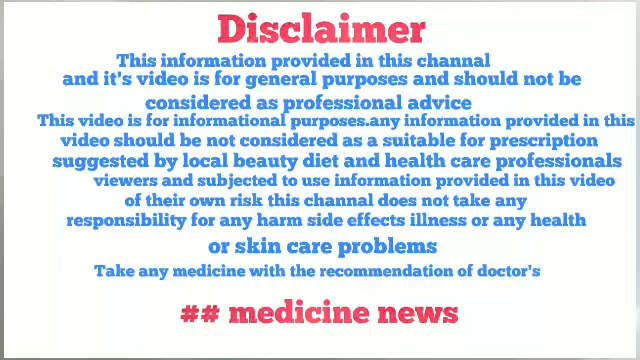 Disclaimer
This information provided in this channal
and it's video is for general purposes and should not be
considered as professional advice
This video is for informational purposes.any information provided in this
video should be not considered as a suitable for prescription
suggested by local beauty diet and health care professionals
viewers and subjected to use information provided in this video
of their own risk this channal does not take any
responsibility for any harm side effects illness or any health
or skin care problems
Take any medicine with the recommendation of doctor's
## medicine news